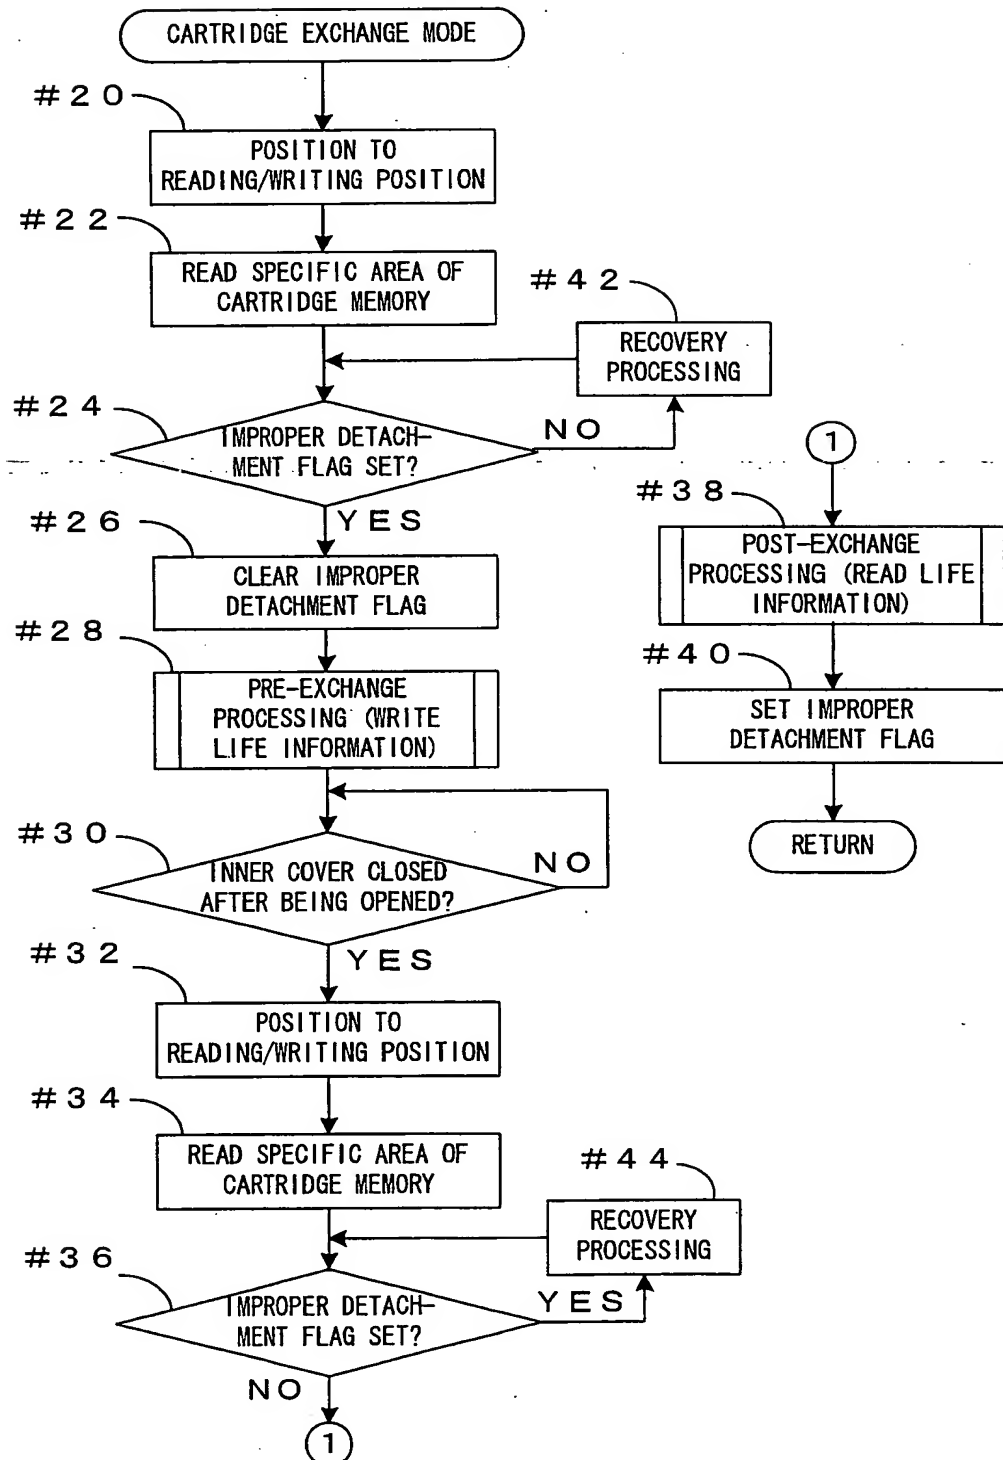 CARTRIDGE EXCHANGE MODE
#20
POSITION TO
READING/WRITING POSITION
#22
READ SPECIFIC AREA OF
CARTRIDGE MEMORY
#42
RECOVERY
PROCESSING
#24
IMPROPER DETACH-
MENT FLAG SET?
NO
YES
#26
CLEAR IMPROPER
DETACHMENT FLAG
#28
PRE-EXCHANGE
PROCESSING (WRITE
LIFE INFORMATION)
#30
INNER COVER CLOSED
AFTER BEING OPENED?
NO
YES
#32
POSITION TO
READING/WRITING POSITION
#34
READ SPECIFIC AREA OF
CARTRIDGE MEMORY
#44
RECOVERY
PROCESSING
#36
IMPROPER DETACH-
MENT FLAG SET?
YES
NO
1
1
#38
POST-EXCHANGE
PROCESSING (READ LIFE
INFORMATION)
#40
SET IMPROPER
DETACHMENT FLAG
RETURN